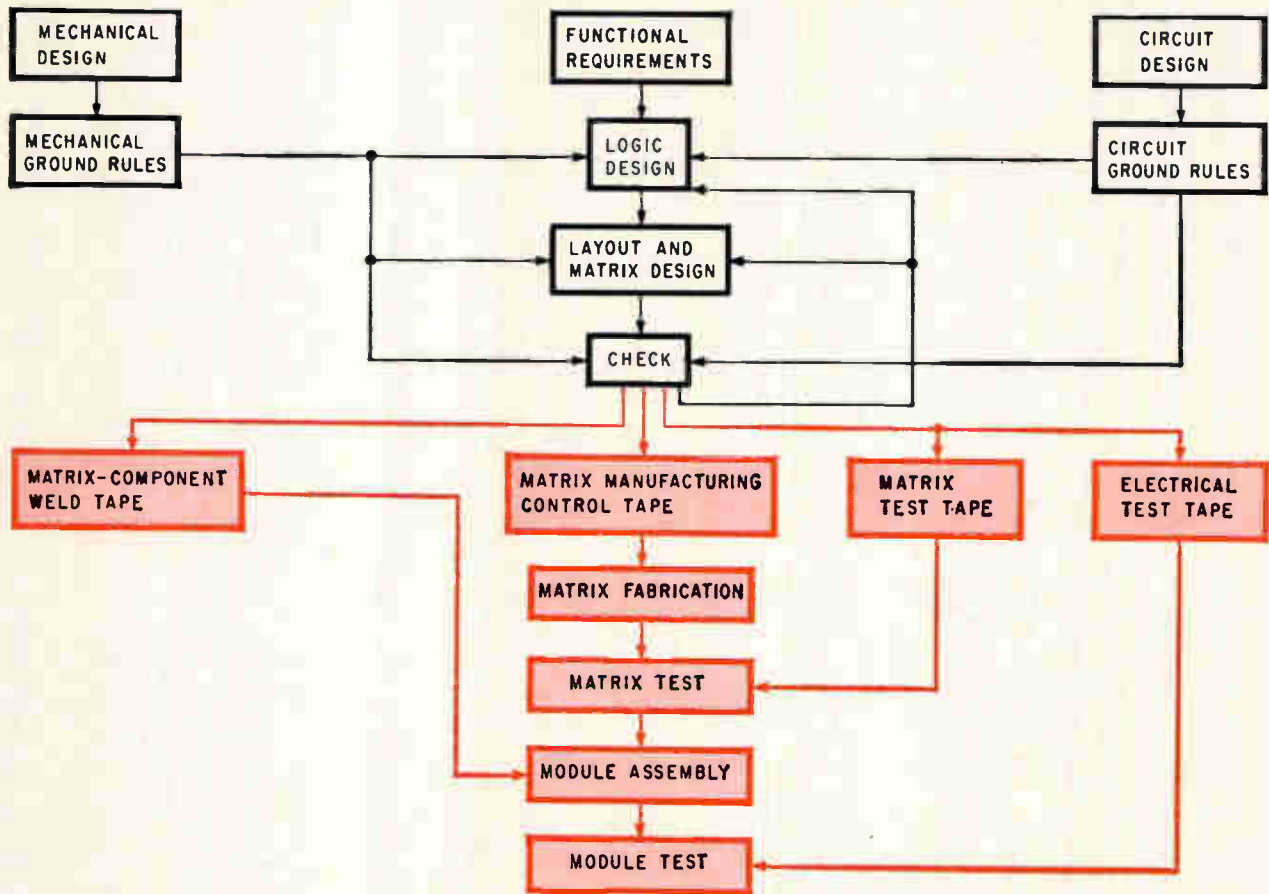 MECHANICAL
DESIGN
FUNCTIONAL
REQUIREMENTS
CIRCUIT
DESIGN
MECHANICAL
GROUND RULES
LOGIC
DESIGN
CIRCUIT
GROUND RULES
LAYOUT AND
MATRIX DESIGN
CHECK
MATRIX-COMPONENT
WELD TAPE
MATRIX MANUFACTURING
CONTROL TAPE
MATRIX
TEST TAPE
ELECTRICAL
TEST TAPE
MATRIX FABRICATION
MATRIX TEST
MODULE ASSEMBLY
MODULE TEST